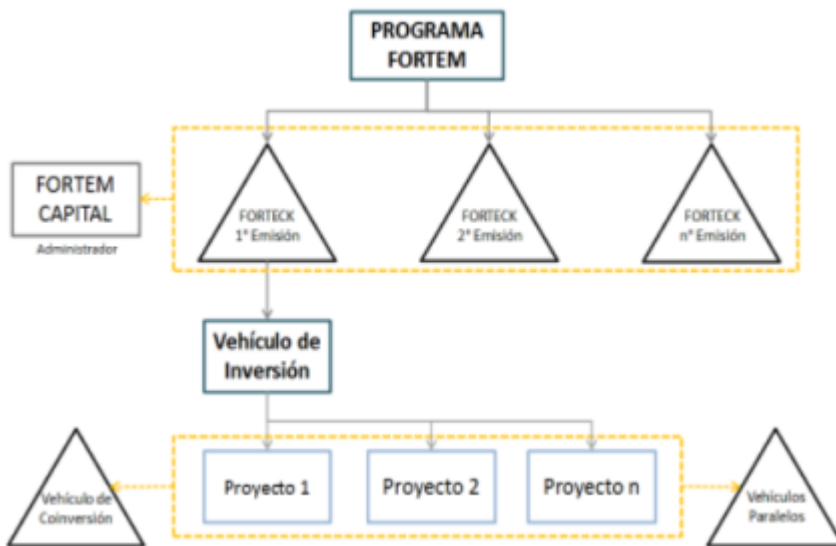 PROGRAMA
FORTEM
FORTEM
CAPITAL
Administrador
FORTECK
1° Emisión
FORTECK
2° Emisión
FORTECK
n° Emisión
Vehículo de
Inversión
Proyecto 1
Proyecto 2
Proyecto n
Vehículo de
Coinversión
Vehículos
Paralelos